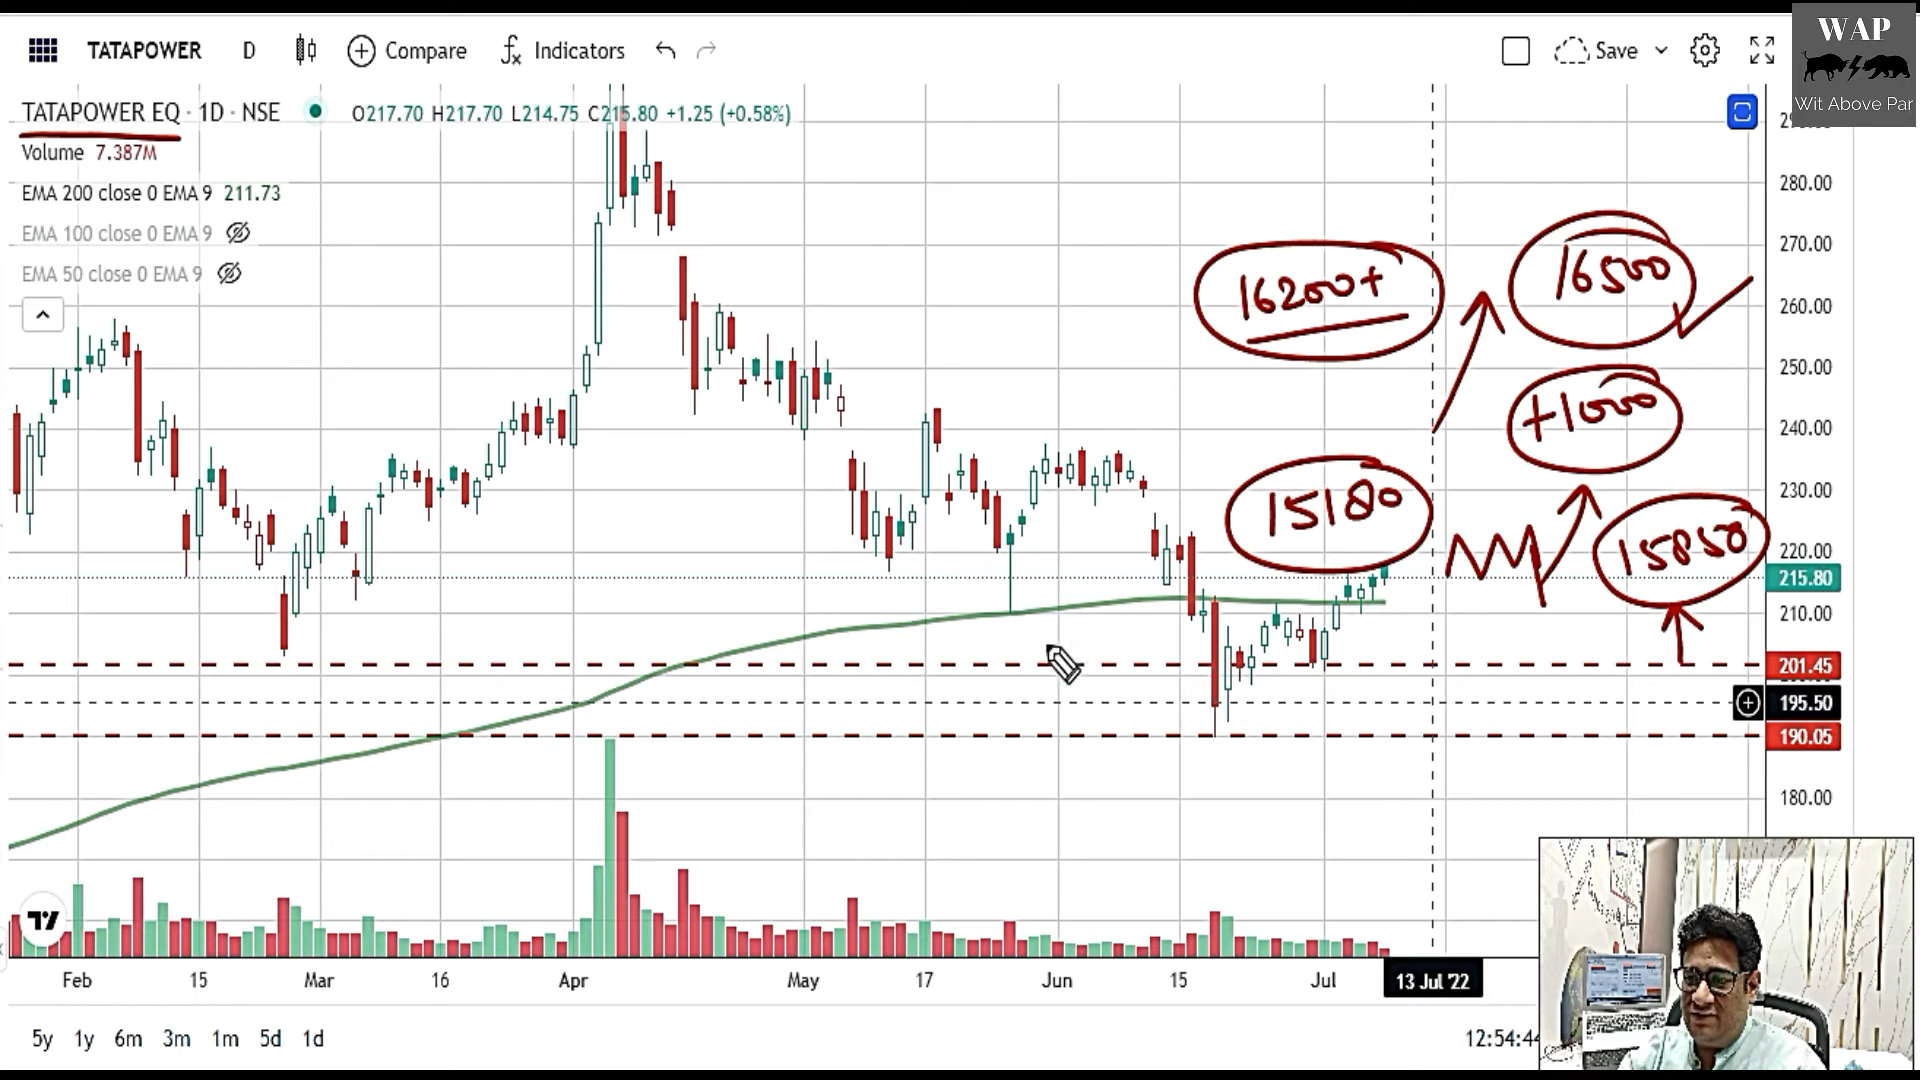 WAP
Wit Above Par
TATAPOWER D Compare Indicators Save
TATAPOWER EQ · 1D · NSE O217.70 H217.70 L214.75 C215.80 +1.25 (+0.58%)
Volume 7.387M
EMA 200 close 0 EMA 9 211.73
EMA 100 close 0 EMA 9
EMA 50 close 0 EMA 9
280.00
270.00
260.00
250.00
240.00
230.00
220.00
215.80
210.00
201.45
195.50
190.05
180.00
16200+
16500
+1000
15180
15850
Feb 15 Mar 16 Apr May 17 Jun 15 Jul 13 Jul '22
5y 1y 6m 3m 1m 5d 1d
12:54:44